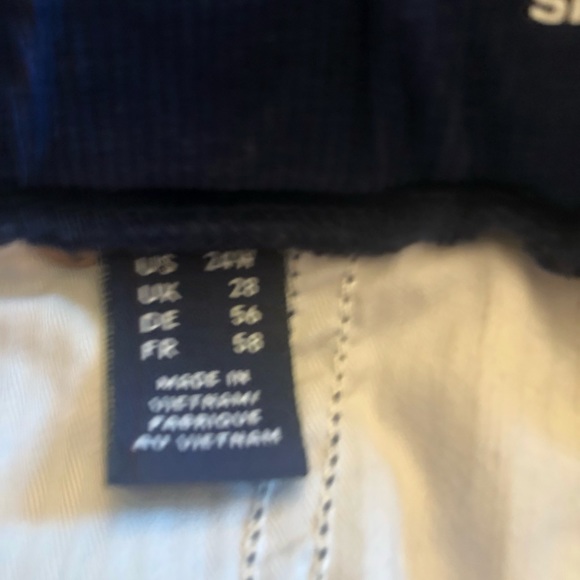 US 24W
UK 28
DE 56
FR 58
MADE IN
VIETNAM/
FABRIQUE
AU VIETNAM